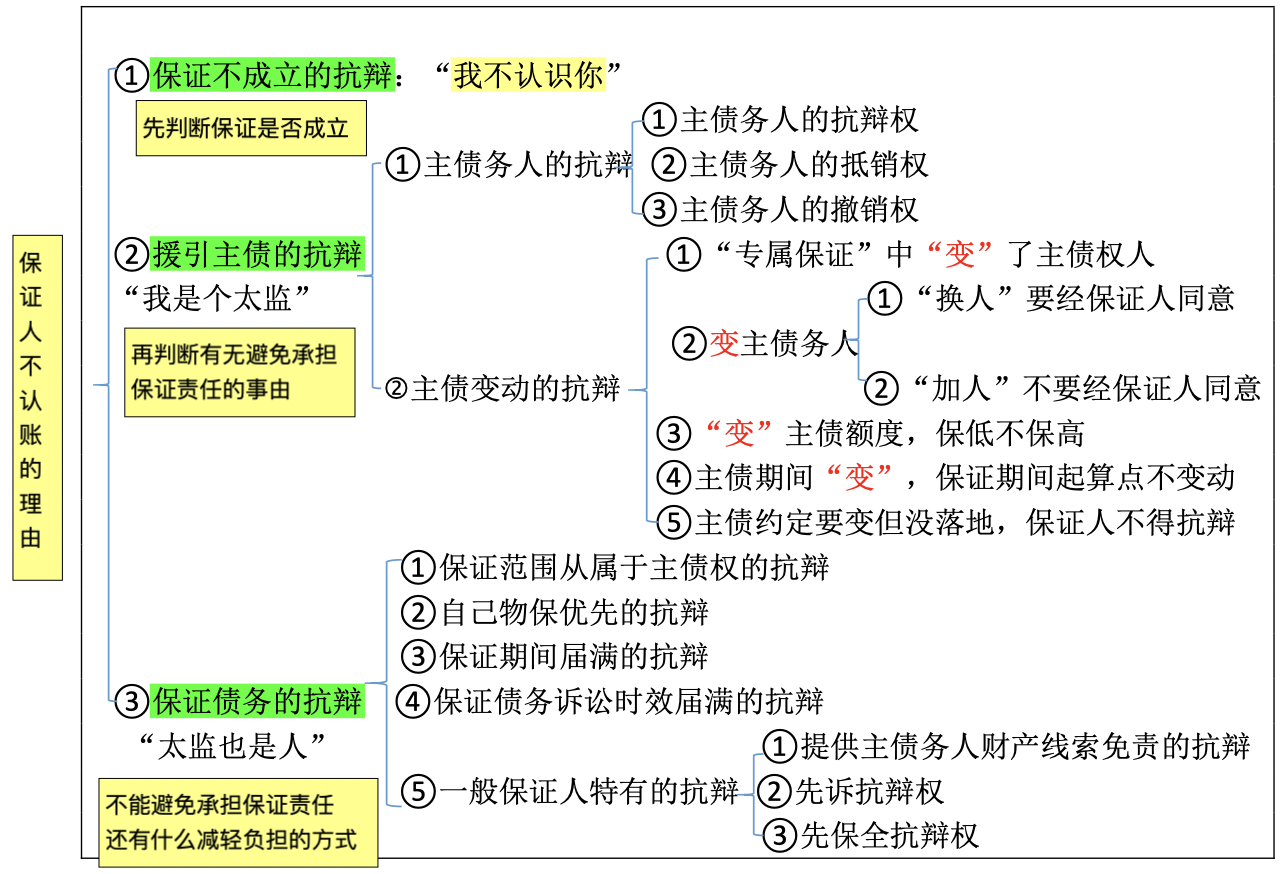 保证人不认账的理由
①保证不成立的抗辩：“我不认识你”
先判断保证是否成立
②援引主债的抗辩
“我是个太监”
再判断有无避免承担
保证责任的事由
①主债务人的抗辩
①主债务人的抗辩权
②主债务人的抵销权
③主债务人的撤销权
②主债变动的抗辩
①“专属保证”中“变”了主债权人
②变主债务人
①“换人”要经保证人同意
②“加人”不要经保证人同意
③“变”主债额度，保低不保高
④主债期间“变”，保证期间起算点不变动
⑤主债约定要变但没落地，保证人不得抗辩
③保证债务的抗辩
“太监也是人”
不能避免承担保证责任
还有什么减轻负担的方式
①保证范围从属于主债权的抗辩
②自己物保优先的抗辩
③保证期间届满的抗辩
④保证债务诉讼时效届满的抗辩
⑤一般保证人特有的抗辩
①提供主债务人财产线索免责的抗辩
②先诉抗辩权
③先保全抗辩权